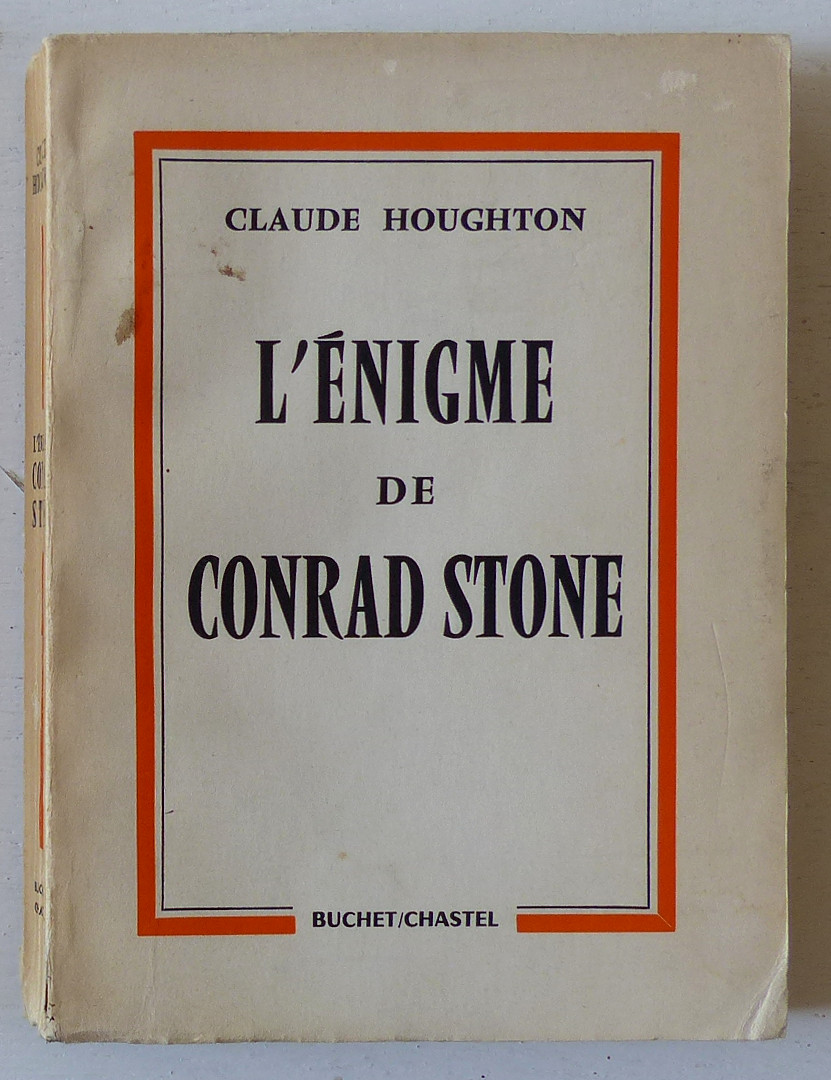 CLAUDE HOUGHTON
L'ÉNIGME
DE
CONRAD STONE
BUCHET/CHASTEL